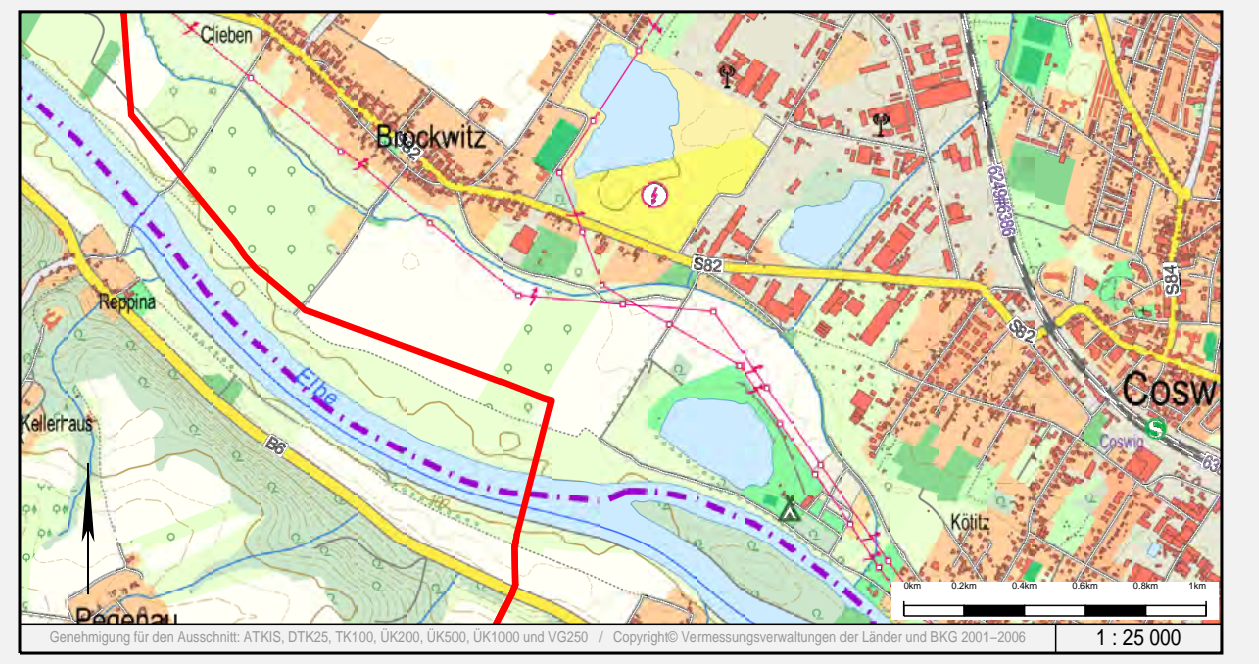 Clieben
Brockwitz
S82
S82
S82
S84
6249#6386
Reppina
Elbe
Kellerhaus
B6
Cosw
S
Coswig
63
Kötitz
Pegenau
0km 0.2km 0.4km 0.6km 0.8km 1km
Genehmigung für den Ausschnitt: ATKIS, DTK25, TK100, ÜK200, ÜK500, ÜK1000 und VG250 / Copyright© Vermessungsverwaltungen der Länder und BKG 2001–2006
1 : 25 000